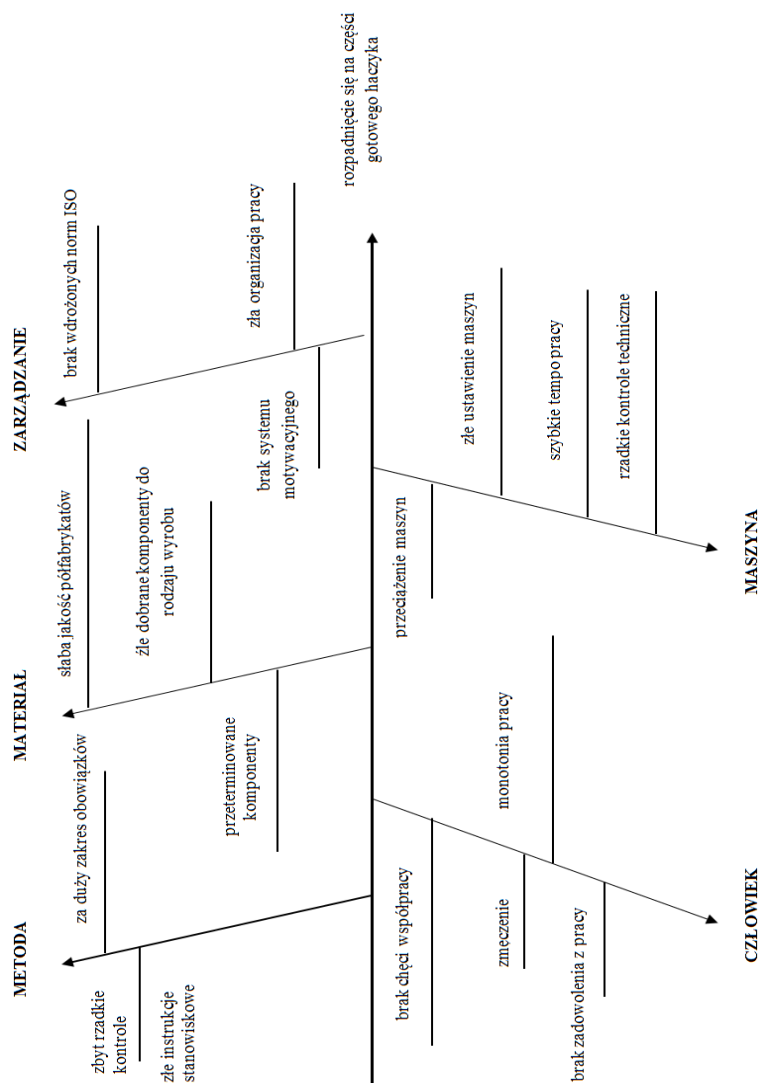 METODA
MATERIAŁ
ZARZĄDZANIE
za duży zakres obowiązków
zbyt rzadkie
kontrole
złe instrukcje
stanowiskowe
słaba jakość półfabrykatów
źle dobrane komponenty do
rodzaju wyrobu
przeterminowane
komponenty
brak wdrożonych norm ISO
zła organizacja pracy
brak systemu
motywacyjnego
rozpadnięcie się na części
gotowego haczyka
brak chęci współpracy
zmęczenie
monotonia pracy
brak zadowolenia z pracy
przeciążenie maszyn
złe ustawienie maszyn
szybkie tempo pracy
rzadkie kontrole techniczne
CZŁOWIEK
MASZYNA